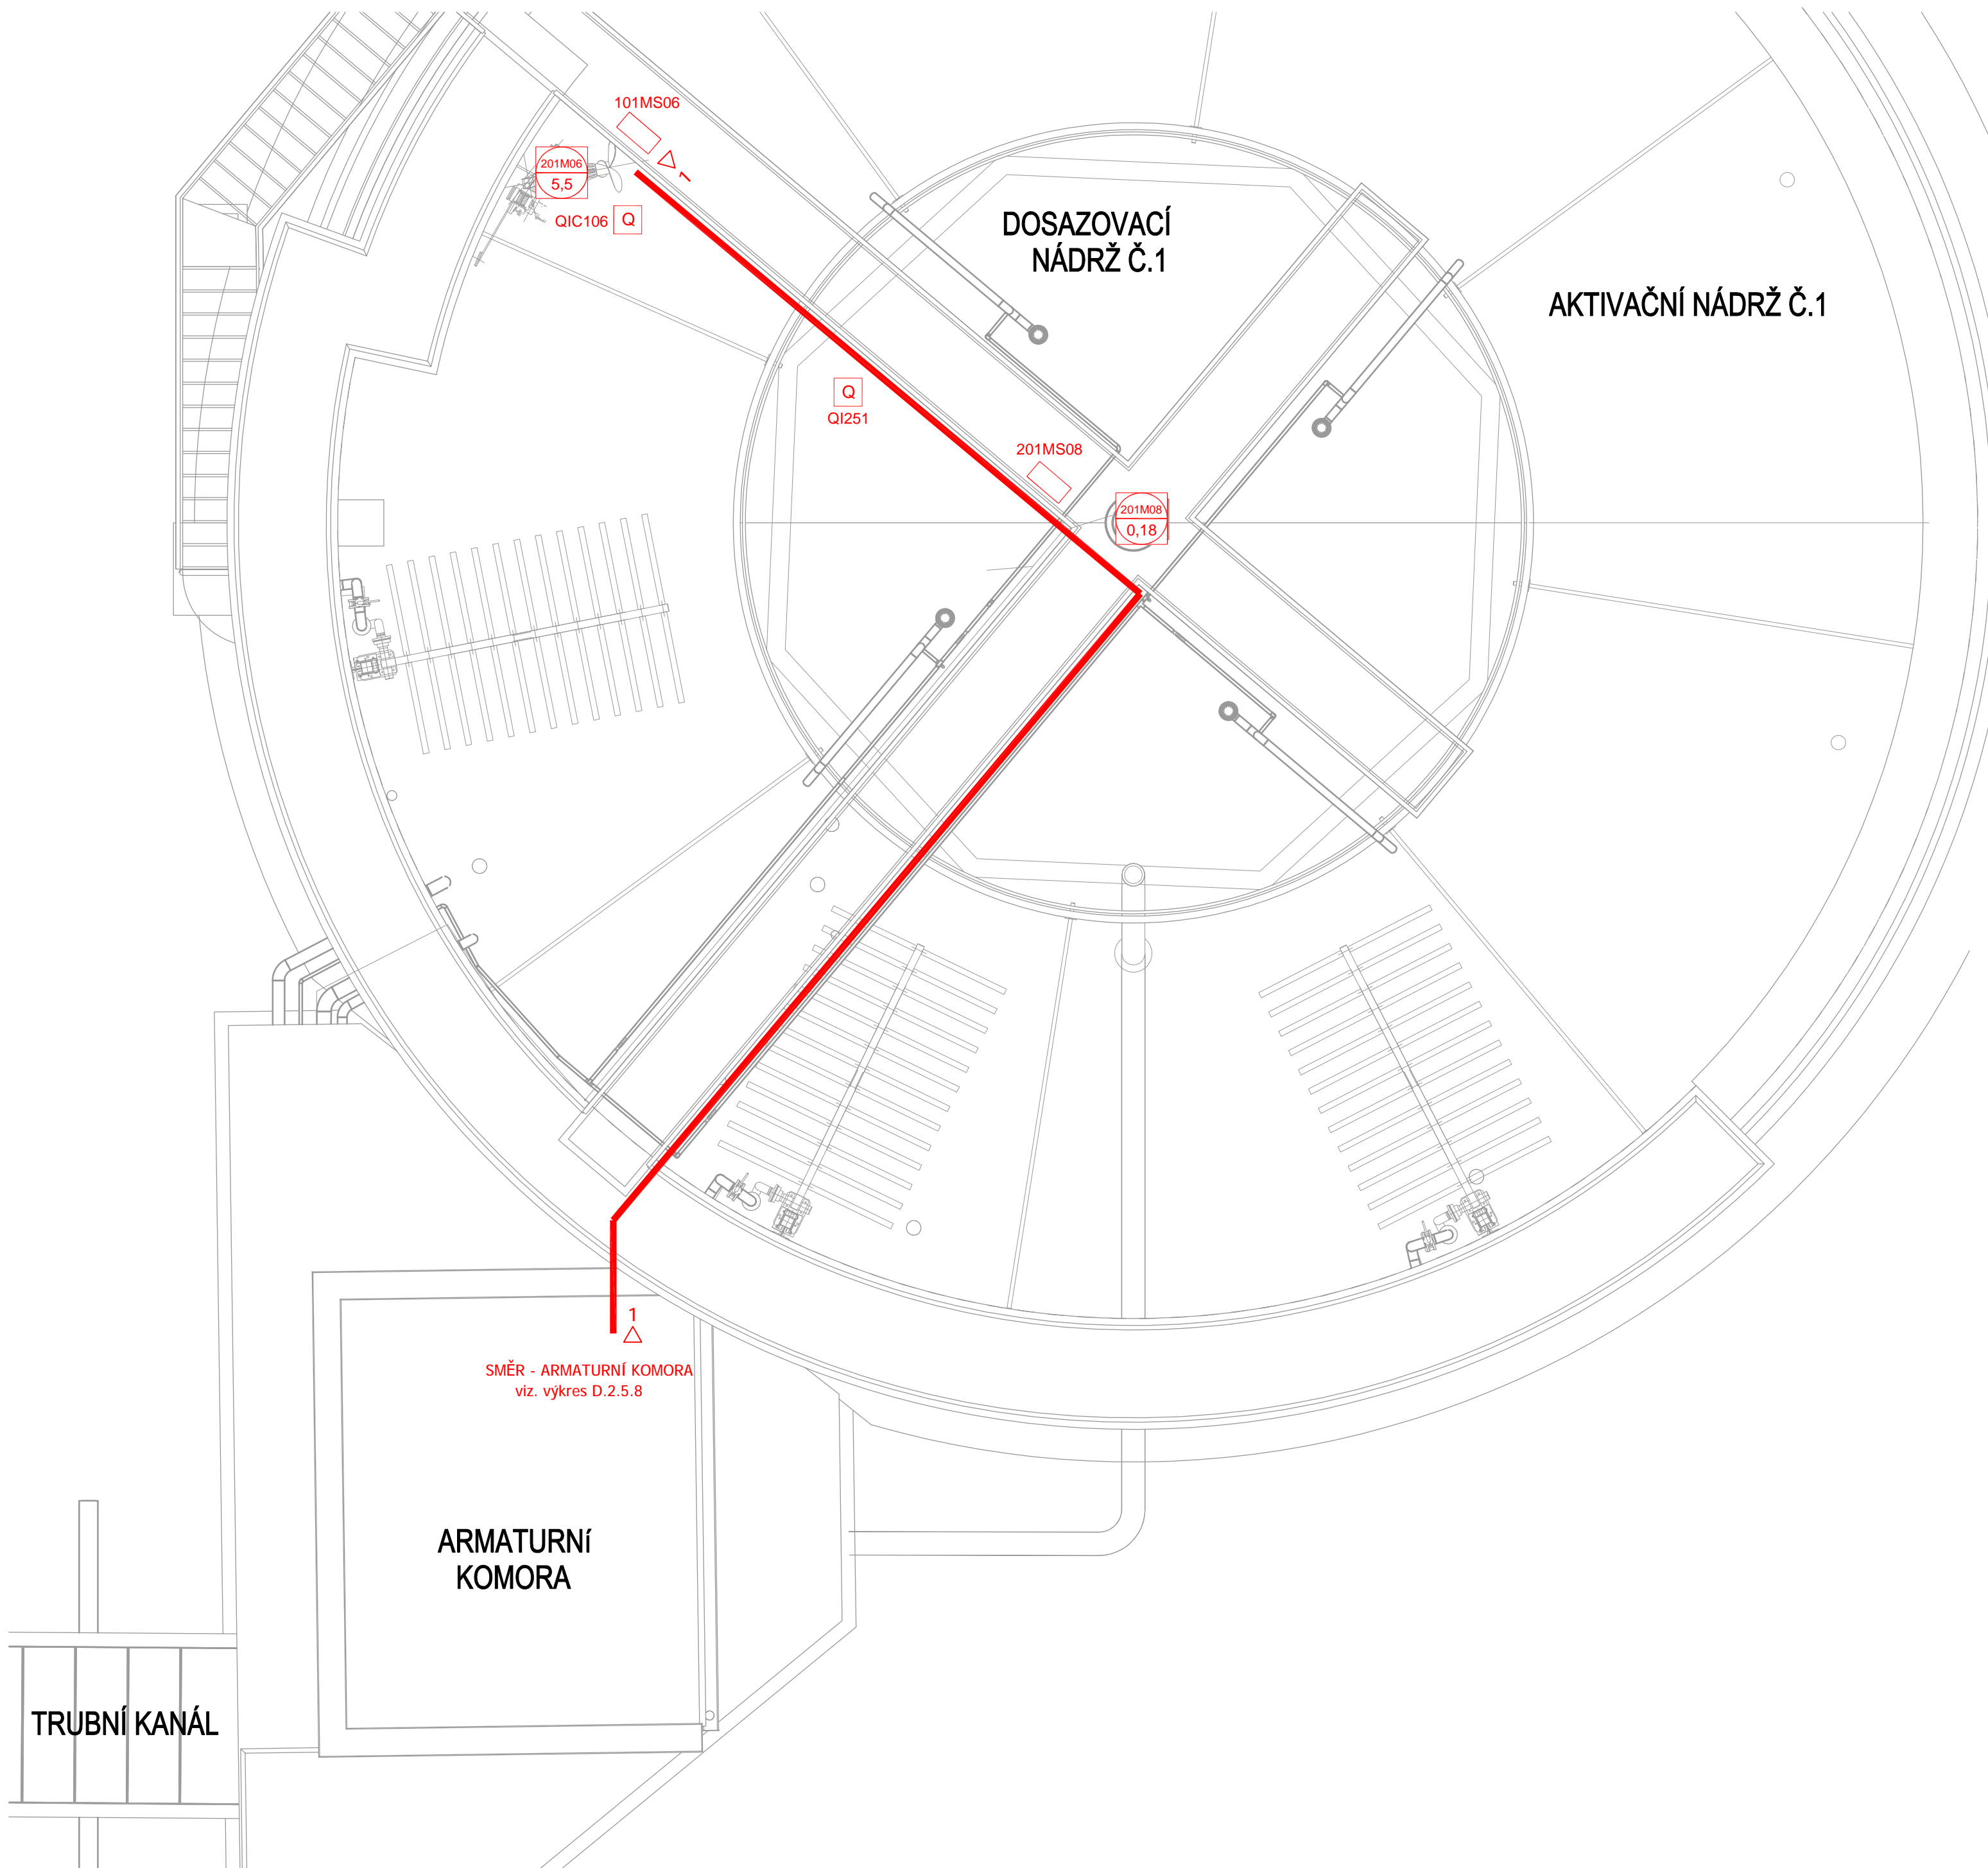 101MS06
1
201M06
5,5
QIC106
Q
DOSAZOVACÍ
NÁDRŽ Č.1
AKTIVAČNÍ NÁDRŽ Č.1
Q
QI251
201MS08
201M08
0,18
1
SMĚR - ARMATURNÍ KOMORA
viz. výkres D.2.5.8
ARMATURNí
KOMORA
TRUBNÍ KANÁL